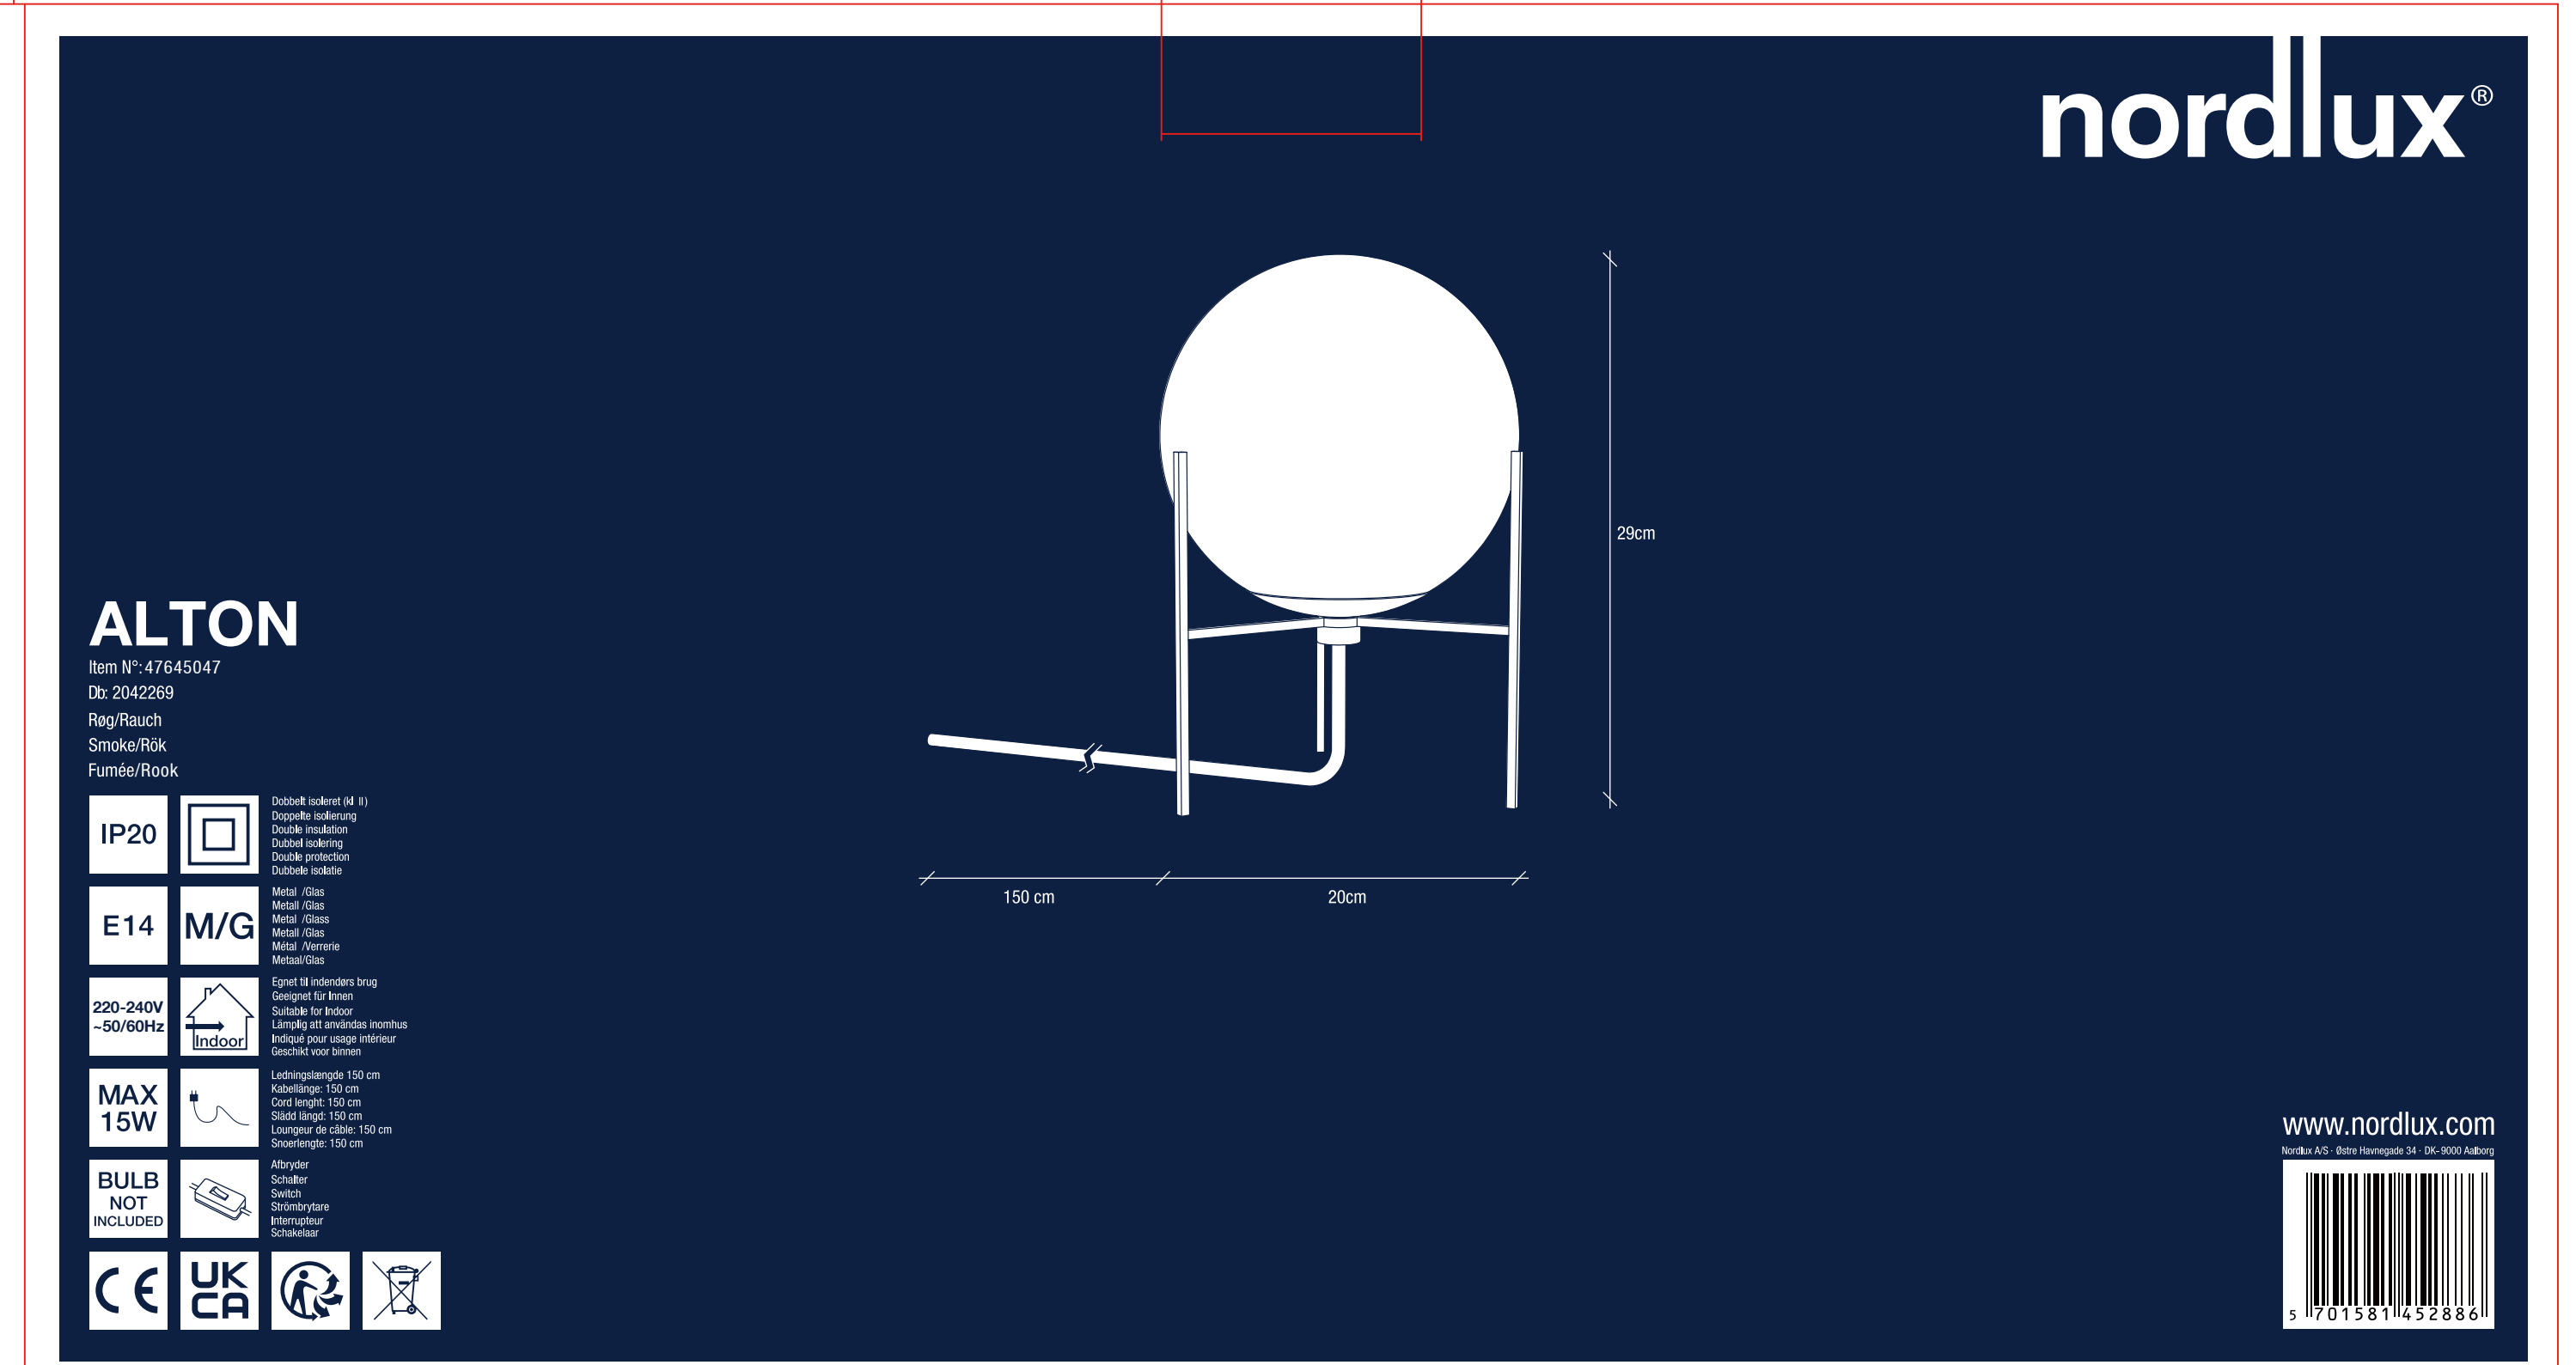 nordlux®
29cm
150 cm
20cm
ALTON
Item N°: 47645047
Db: 2042269
Røg/Rauch
Smoke/Rök
Fumée/Rook
IP20
Dobbelt isoleret (kl II)
Doppelte isolierung
Double insulation
Dubbel isolering
Double protection
Dubbele isolatie
E14
M/G
Metal /Glas
Metall /Glas
Metal /Glass
Metall /Glas
Métal /Verrerie
Metaal/Glas
220-240V
~50/60Hz
Indoor
Egnet til indendørs brug
Geeignet für Innen
Suitable for Indoor
Lämplig att användas inomhus
Indiqué pour usage intérieur
Geschikt voor binnen
MAX
15W
Ledningslængde 150 cm
Kabellänge: 150 cm
Cord lenght: 150 cm
Slädd längd: 150 cm
Loungeur de câble: 150 cm
Snoerlengte: 150 cm
BULB
NOT
INCLUDED
Afbryder
Schalter
Switch
Strömbrytare
Interrupteur
Schakelaar
CE
UK
CA
www.nordlux.com
Nordlux A/S · Østre Havnegade 34 · DK-9000 Aalborg
5 701581 452886